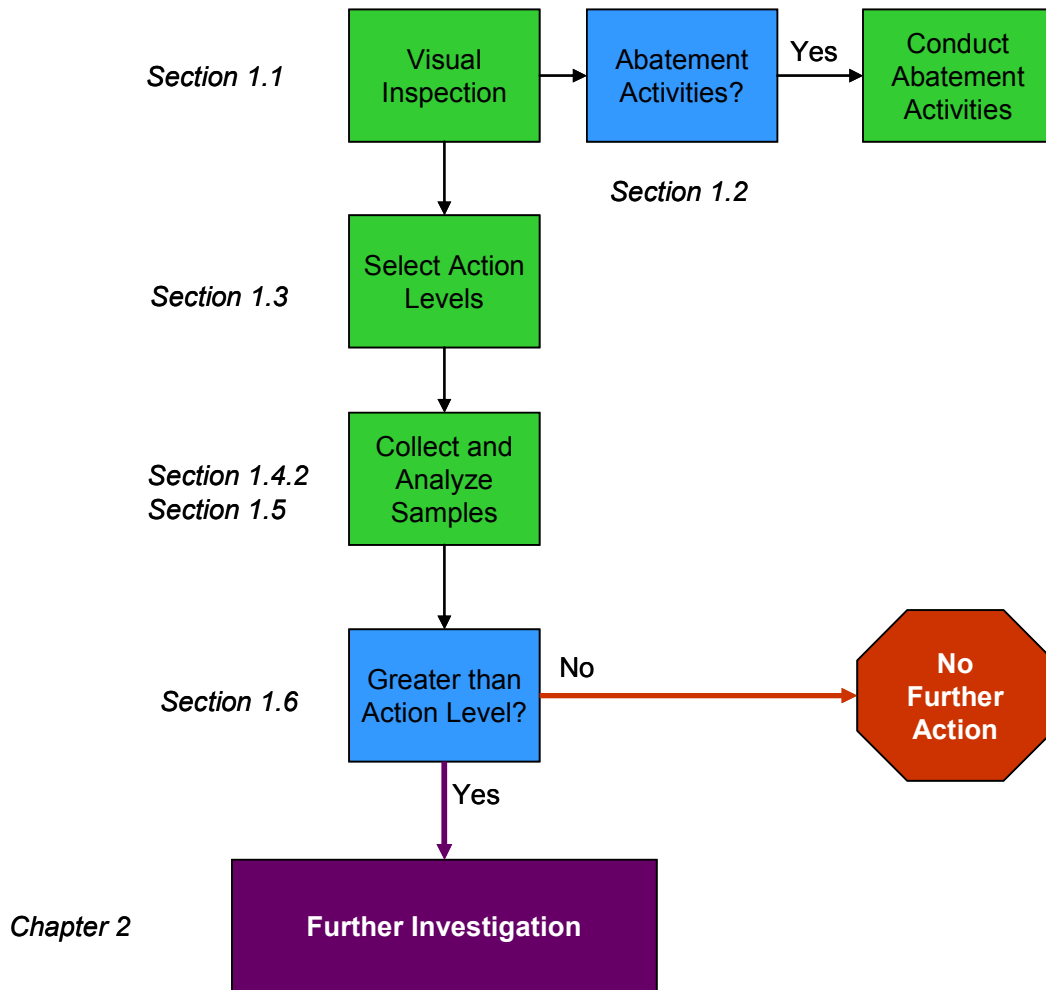 Section 1.1
Visual
Inspection
Abatement
Activities?
Yes
Conduct
Abatement
Activities
Section 1.2
Section 1.3
Select Action
Levels
Section 1.4.2
Section 1.5
Collect and
Analyze
Samples
Section 1.6
Greater than
Action Level?
No
No
Further
Action
Yes
Chapter 2
Further Investigation